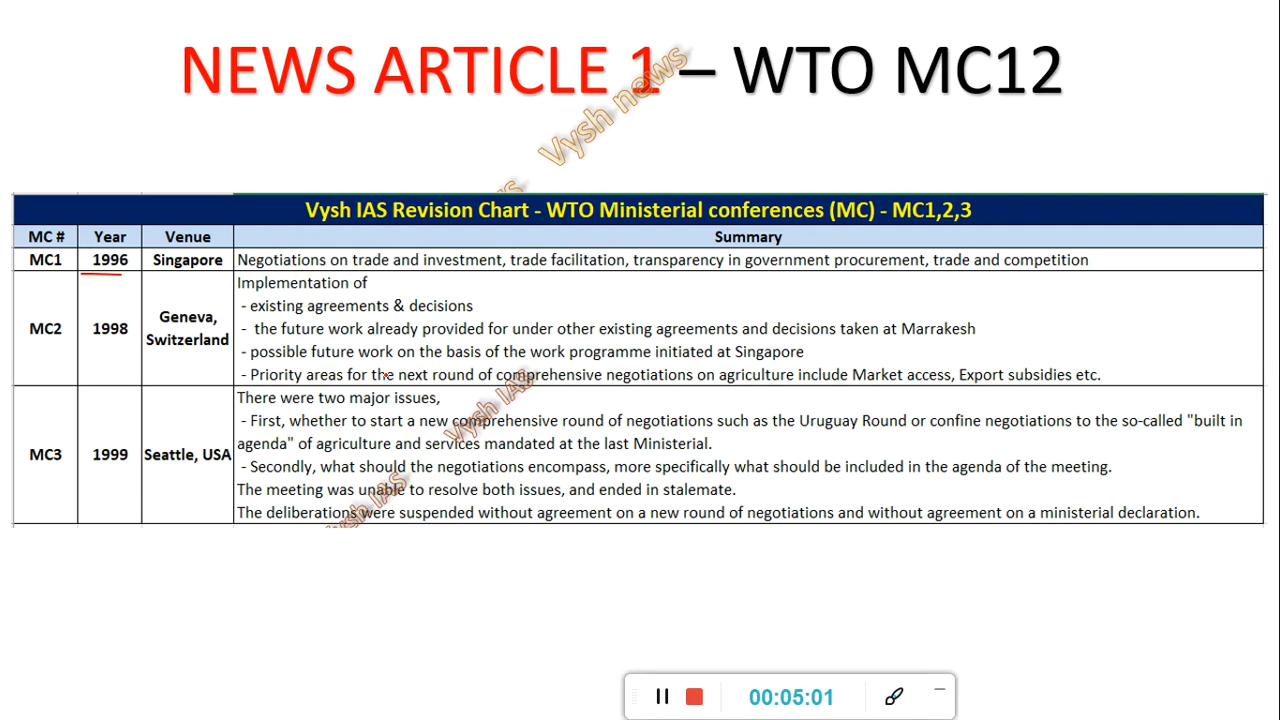 NEWS ARTICLE 1 – WTO MC12
Vysh news
Vysh IAS Revision Chart - WTO Ministerial conferences (MC) - MC1,2,3
MC # Year Venue Summary
MC1 1996 Singapore Negotiations on trade and investment, trade facilitation, transparency in government procurement, trade and competition
MC2 1998 Geneva, Switzerland
Implementation of
- existing agreements & decisions
- the future work already provided for under other existing agreements and decisions taken at Marrakesh
- possible future work on the basis of the work programme initiated at Singapore
- Priority areas for the next round of comprehensive negotiations on agriculture include Market access, Export subsidies etc.
MC3 1999 Seattle, USA
There were two major issues,
- First, whether to start a new comprehensive round of negotiations such as the Uruguay Round or confine negotiations to the so-called "built in
agenda" of agriculture and services mandated at the last Ministerial.
- Secondly, what should the negotiations encompass, more specifically what should be included in the agenda of the meeting.
The meeting was unable to resolve both issues, and ended in stalemate.
The deliberations were suspended without agreement on a new round of negotiations and without agreement on a ministerial declaration.
Vysh IAS
Vysh IAS
00:05:01